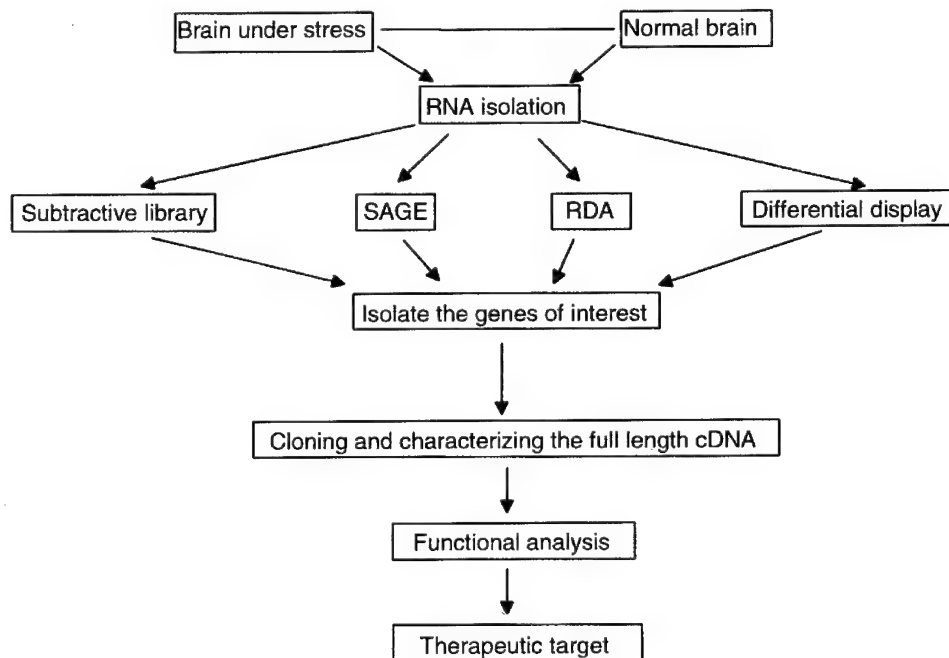 Brain under stress
Normal brain
RNA isolation
Subtractive library
SAGE
RDA
Differential display
Isolate the genes of interest
Cloning and characterizing the full length cDNA
Functional analysis
Therapeutic target